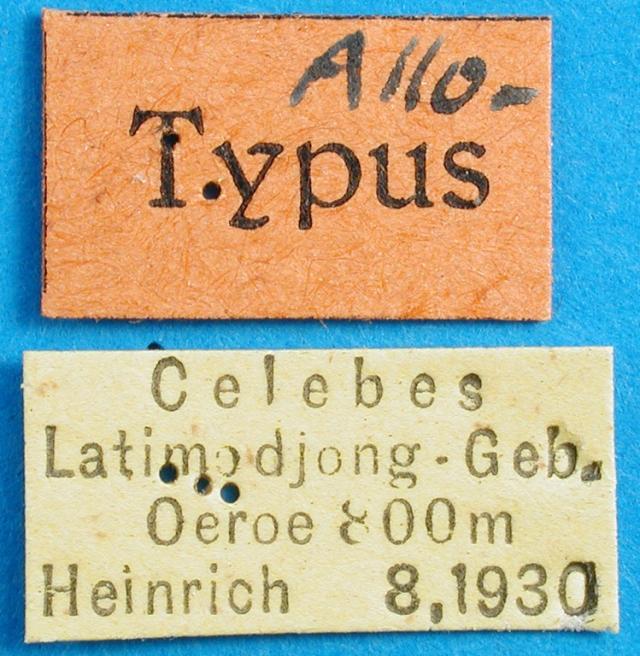 Allo-
Typus
Celebes
Latimodjong-Geb.
Oeroe 800m
Heinrich 8,1930